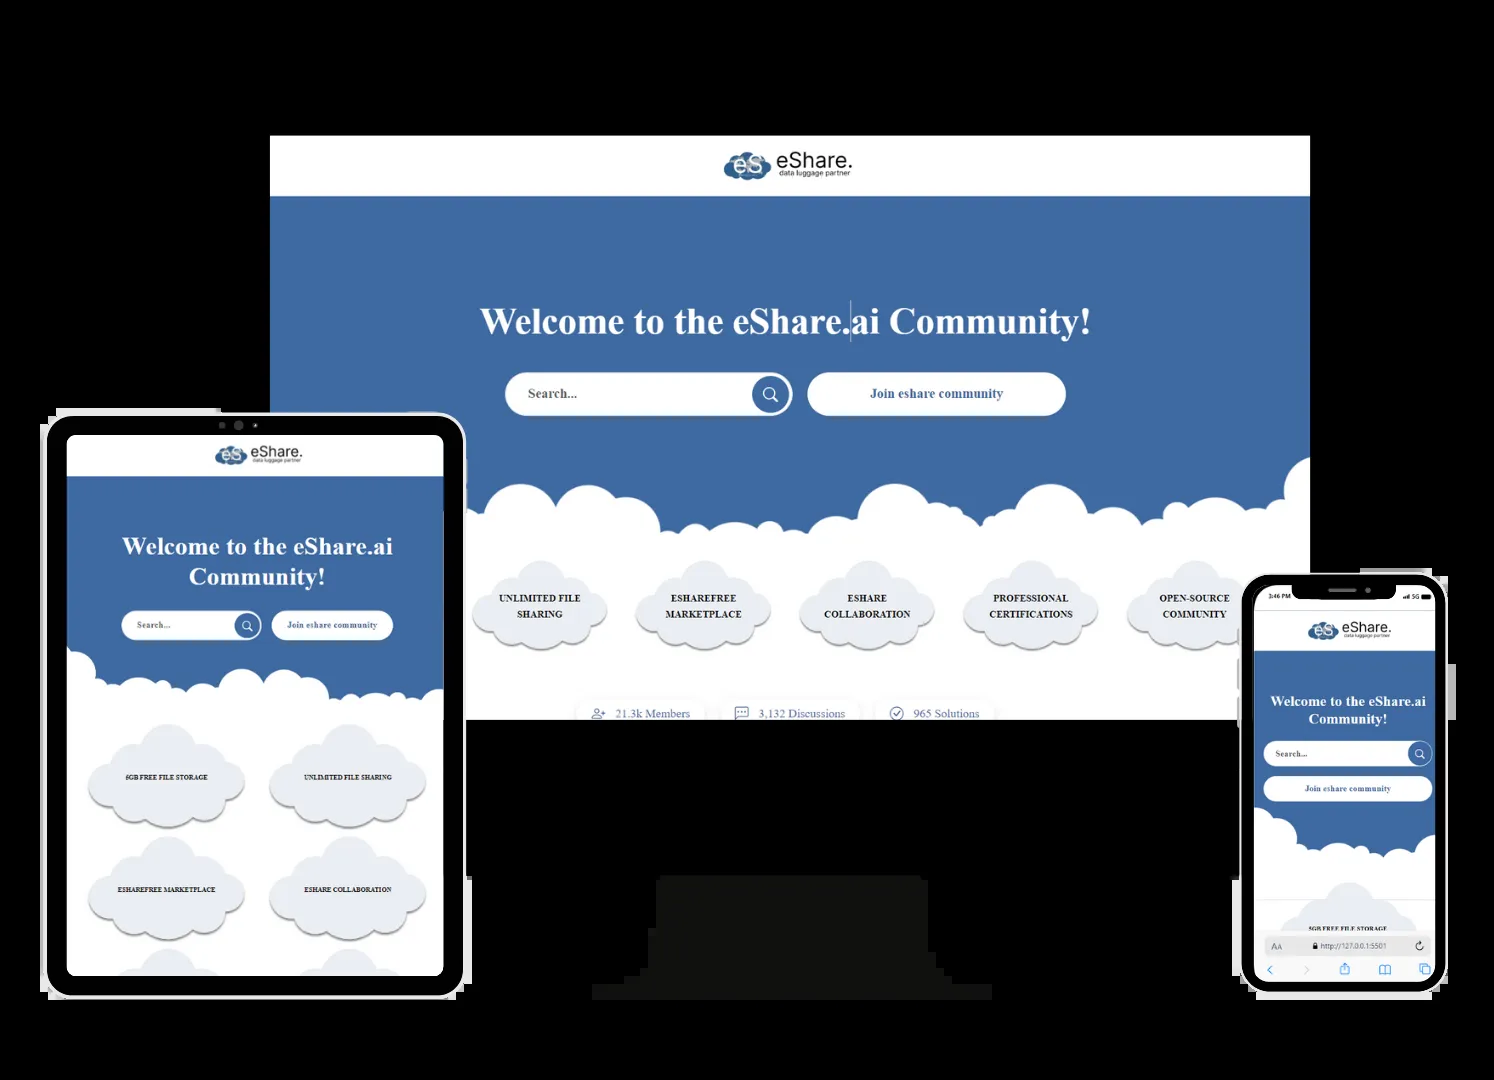 eS eShare.
data luggage partner
Welcome to the eShare.ai Community!
Search...
Join eshare community
UNLIMITED FILE
SHARING
ESHAREFREE
MARKETPLACE
ESHARE
COLLABORATION
PROFESSIONAL
CERTIFICATIONS
OPEN-SOURCE
COMMUNITY
21.3k Members
3,132 Discussions
965 Solutions
eS eShare.
data luggage partner
Welcome to the eShare.ai
Community!
Search...
Join eshare community
6GB FREE FILE STORAGE
UNLIMITED FILE SHARING
ESHAREFREE MARKETPLACE
ESHARE COLLABORATION
3:46 PM
5G
eS eShare.
data luggage partner
Welcome to the eShare.ai
Community!
Search...
Join eshare community
5GB FREE FILE STORAGE
AA
http://127.0.0.1:5501